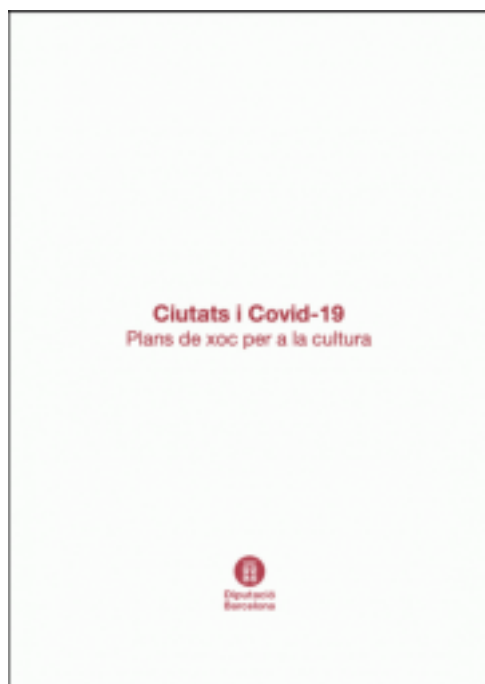 Ciutats i Covid-19
Plans de xoc per a la cultura
Diputació
Barcelona